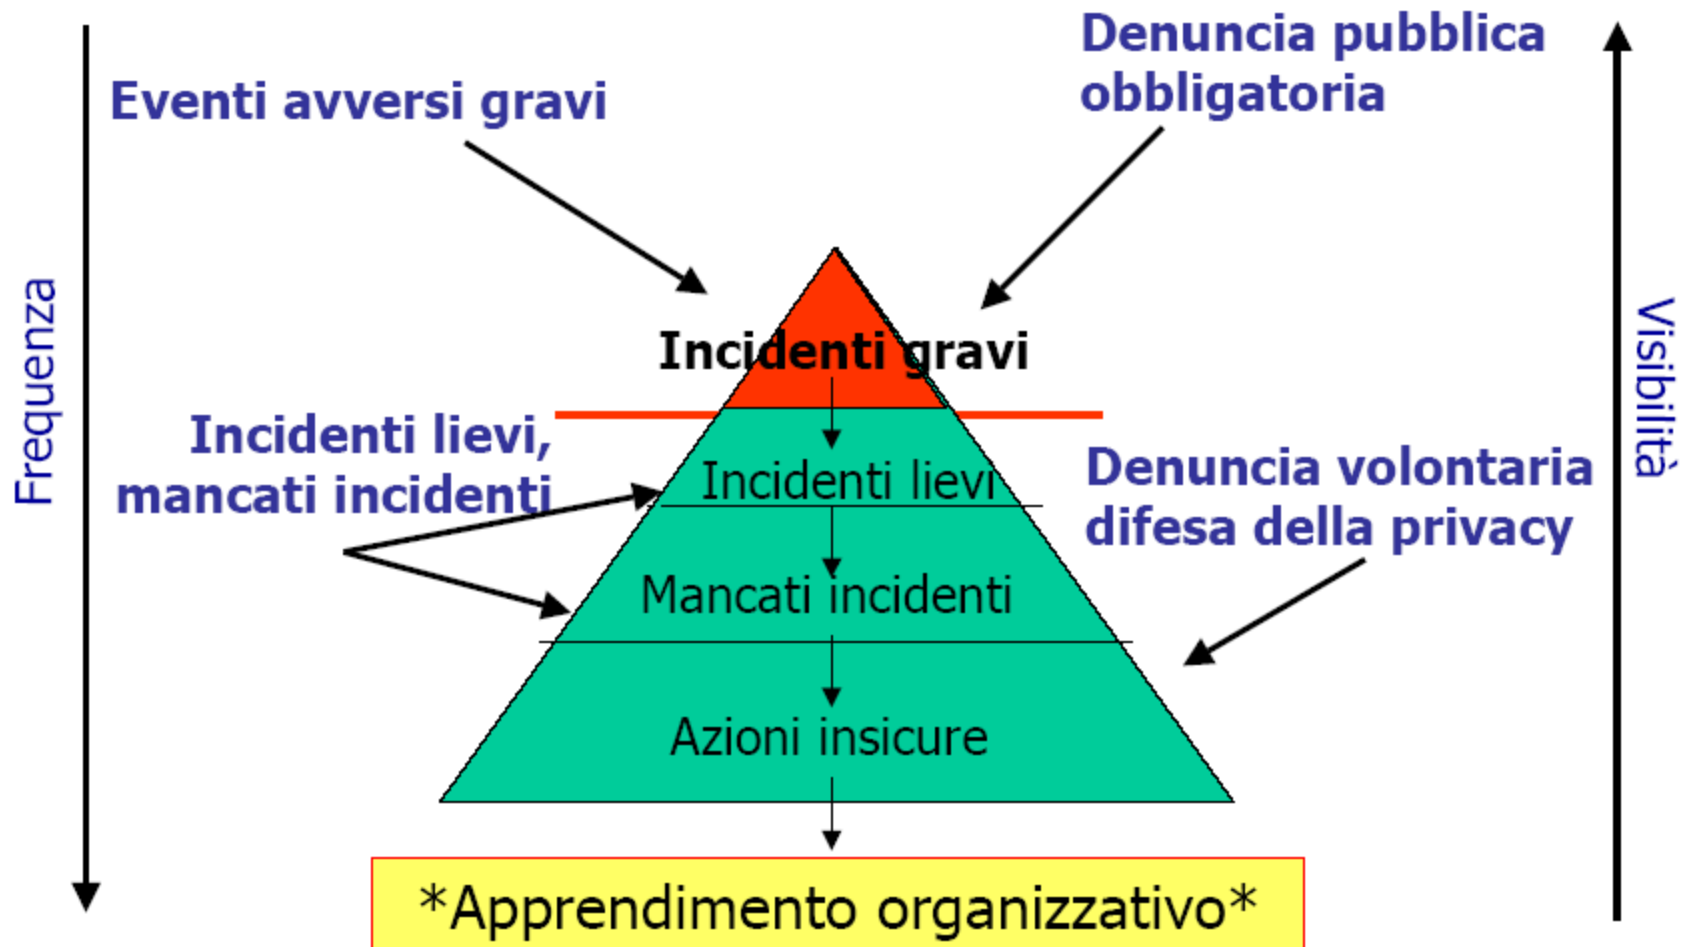 Denuncia pubblica
obbligatoria
Eventi avversi gravi
Frequenza
Visibilità
Incidenti gravi
Incidenti lievi,
mancati incidenti
Incidenti lievi
Denuncia volontaria
difesa della privacy
Mancati incidenti
Azioni insicure
*Apprendimento organizzativo*